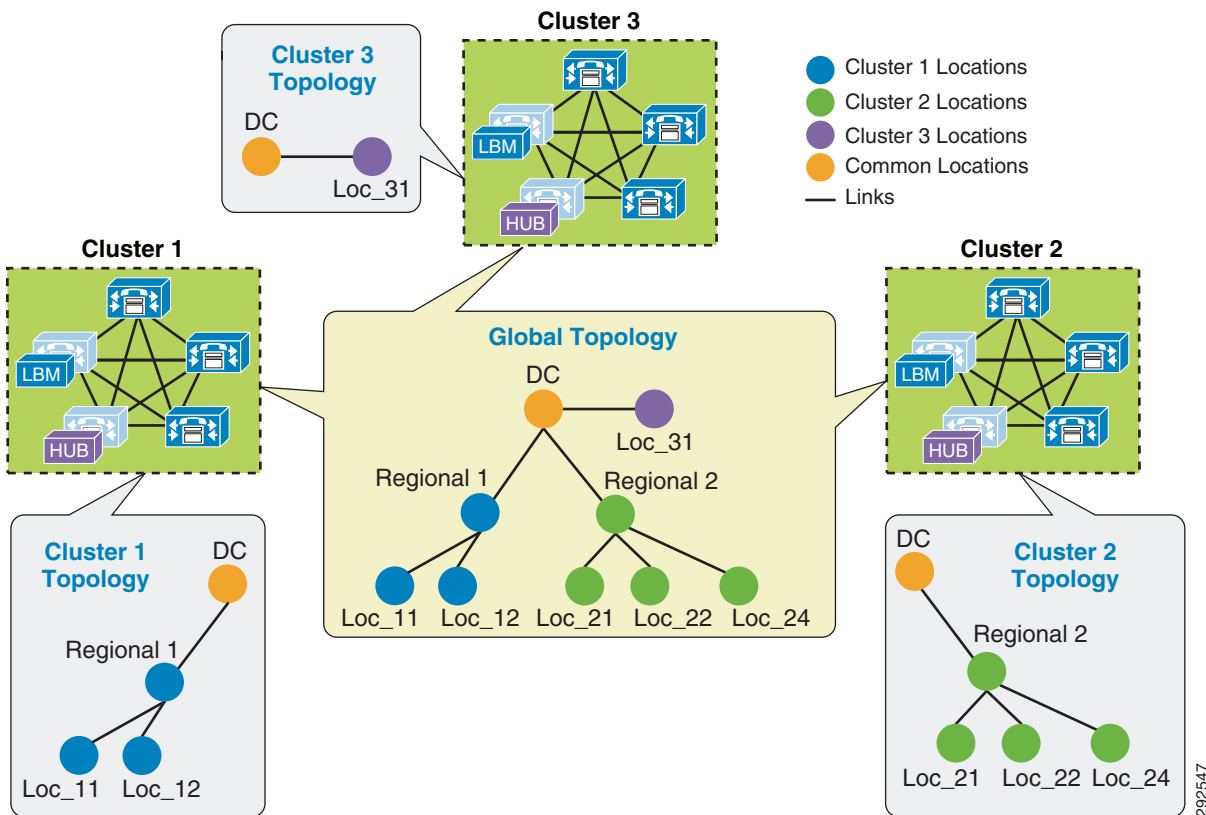 Cluster 3
Cluster 3
Topology
DC
Loc_31
LBM
HUB
Cluster 1 Locations
Cluster 2 Locations
Cluster 3 Locations
Common Locations
Links
Cluster 1
LBM
HUB
Cluster 2
LBM
HUB
Global Topology
DC
Loc_31
Regional 1
Regional 2
Loc_11
Loc_12
Loc_21
Loc_22
Loc_24
Cluster 1
Topology
DC
Regional 1
Loc_11
Loc_12
DC
Cluster 2
Topology
Regional 2
Loc_21
Loc_22
Loc_24
292547